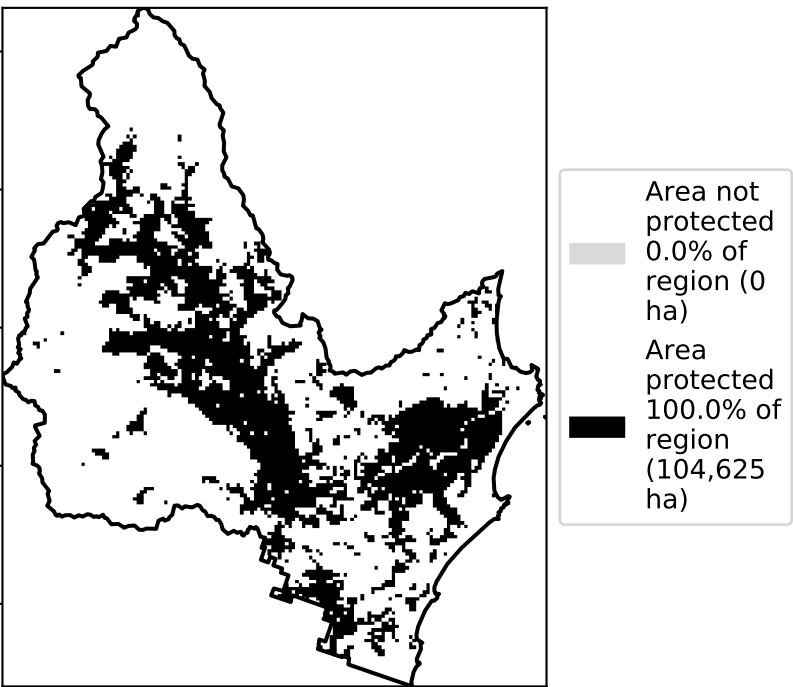 Area not
protected
0.0% of
region (0
ha)
Area
protected
100.0% of
region
(104,625
ha)